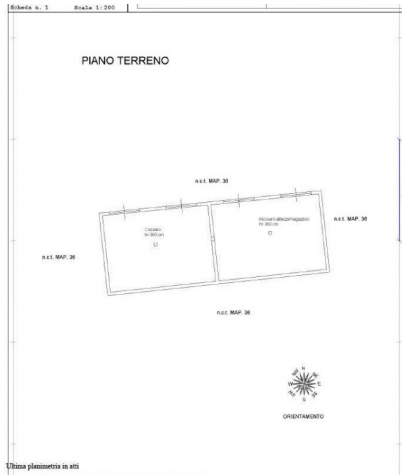 Scheda n. 1 Scala 1:200
PIANO TERRENO
n.c.t. MAP. 36
n.c.t. MAP. 36
n.c.t. MAP. 36
n.c.t. MAP. 36
N
W
E
S
ORIENTAMENTO
Ultima planimetria in atti